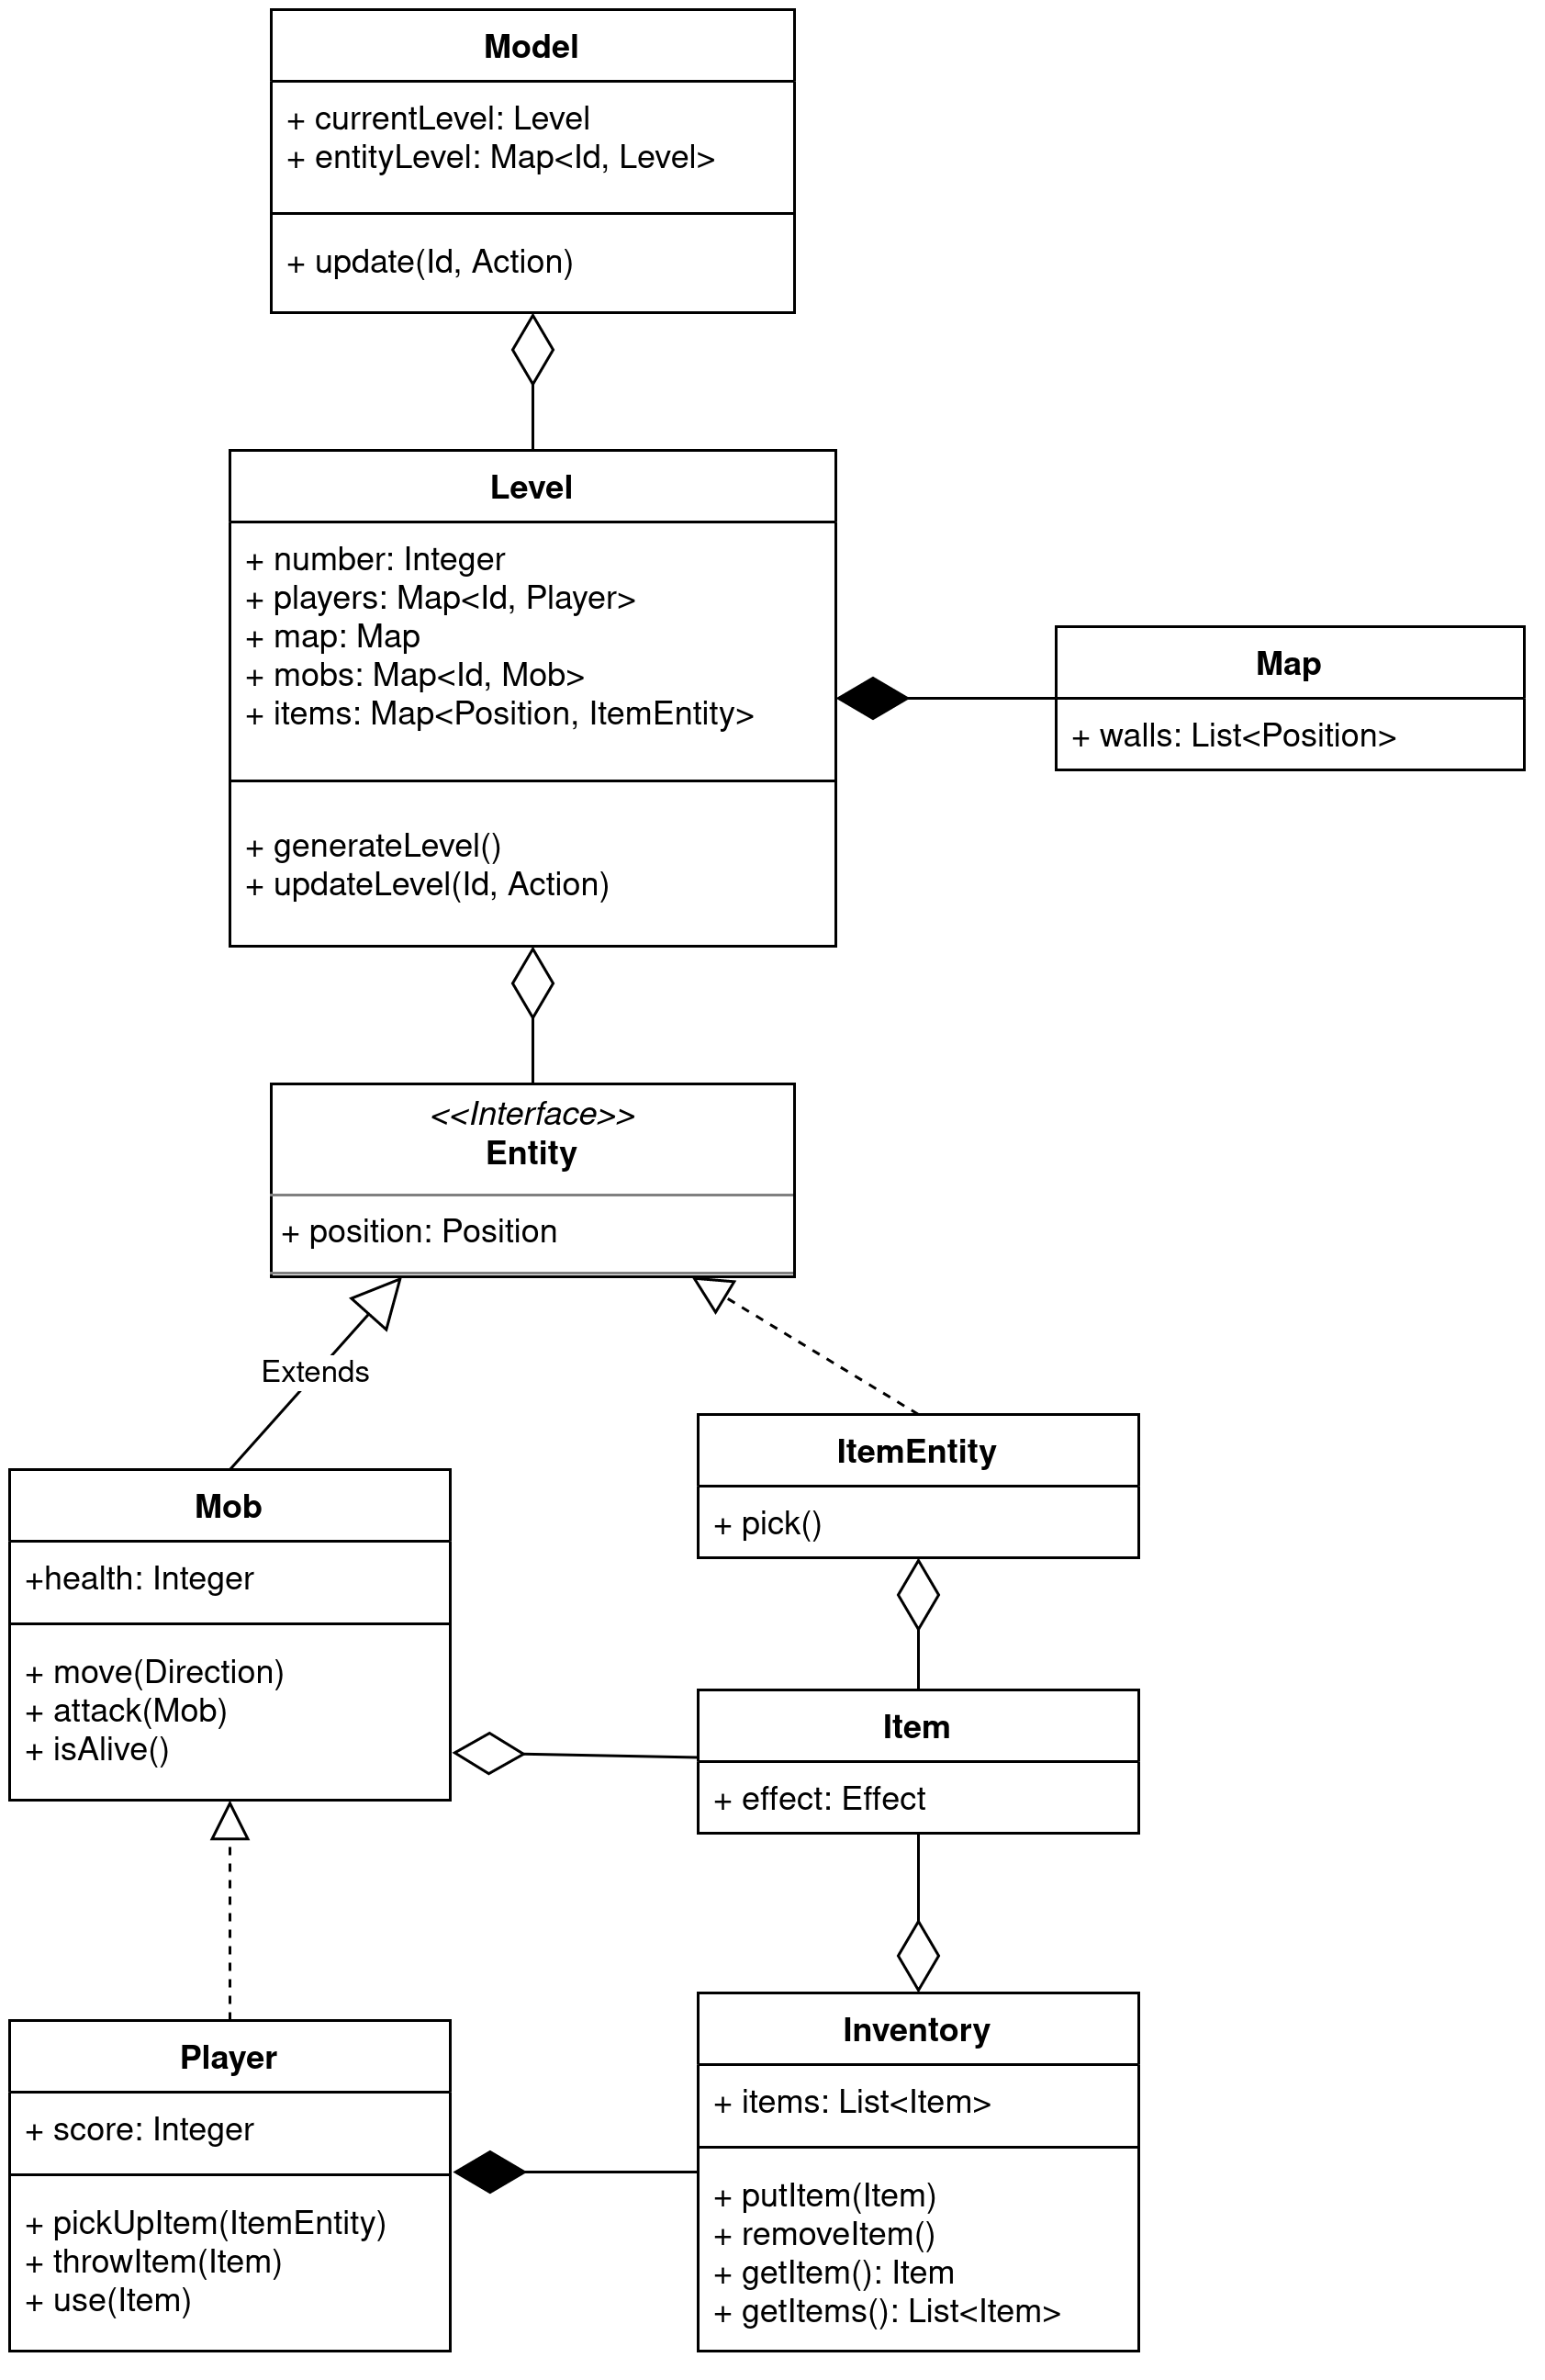 Model
+ currentLevel: Level
+ entityLevel: Map<Id, Level>
+ update(Id, Action)
Level
+ number: Integer
+ players: Map<Id, Player>
+ map: Map
+ mobs: Map<Id, Mob>
+ items: Map<Position, ItemEntity>
+ generateLevel()
+ updateLevel(Id, Action)
Map
+ walls: List<Position>
<<Interface>>
Entity
+ position: Position
Extends
Mob
+health: Integer
+ move(Direction)
+ attack(Mob)
+ isAlive()
ItemEntity
+ pick()
Item
+ effect: Effect
Player
+ score: Integer
+ pickUpItem(ItemEntity)
+ throwItem(Item)
+ use(Item)
Inventory
+ items: List<Item>
+ putItem(Item)
+ removeItem()
+ getItem(): Item
+ getItems(): List<Item>